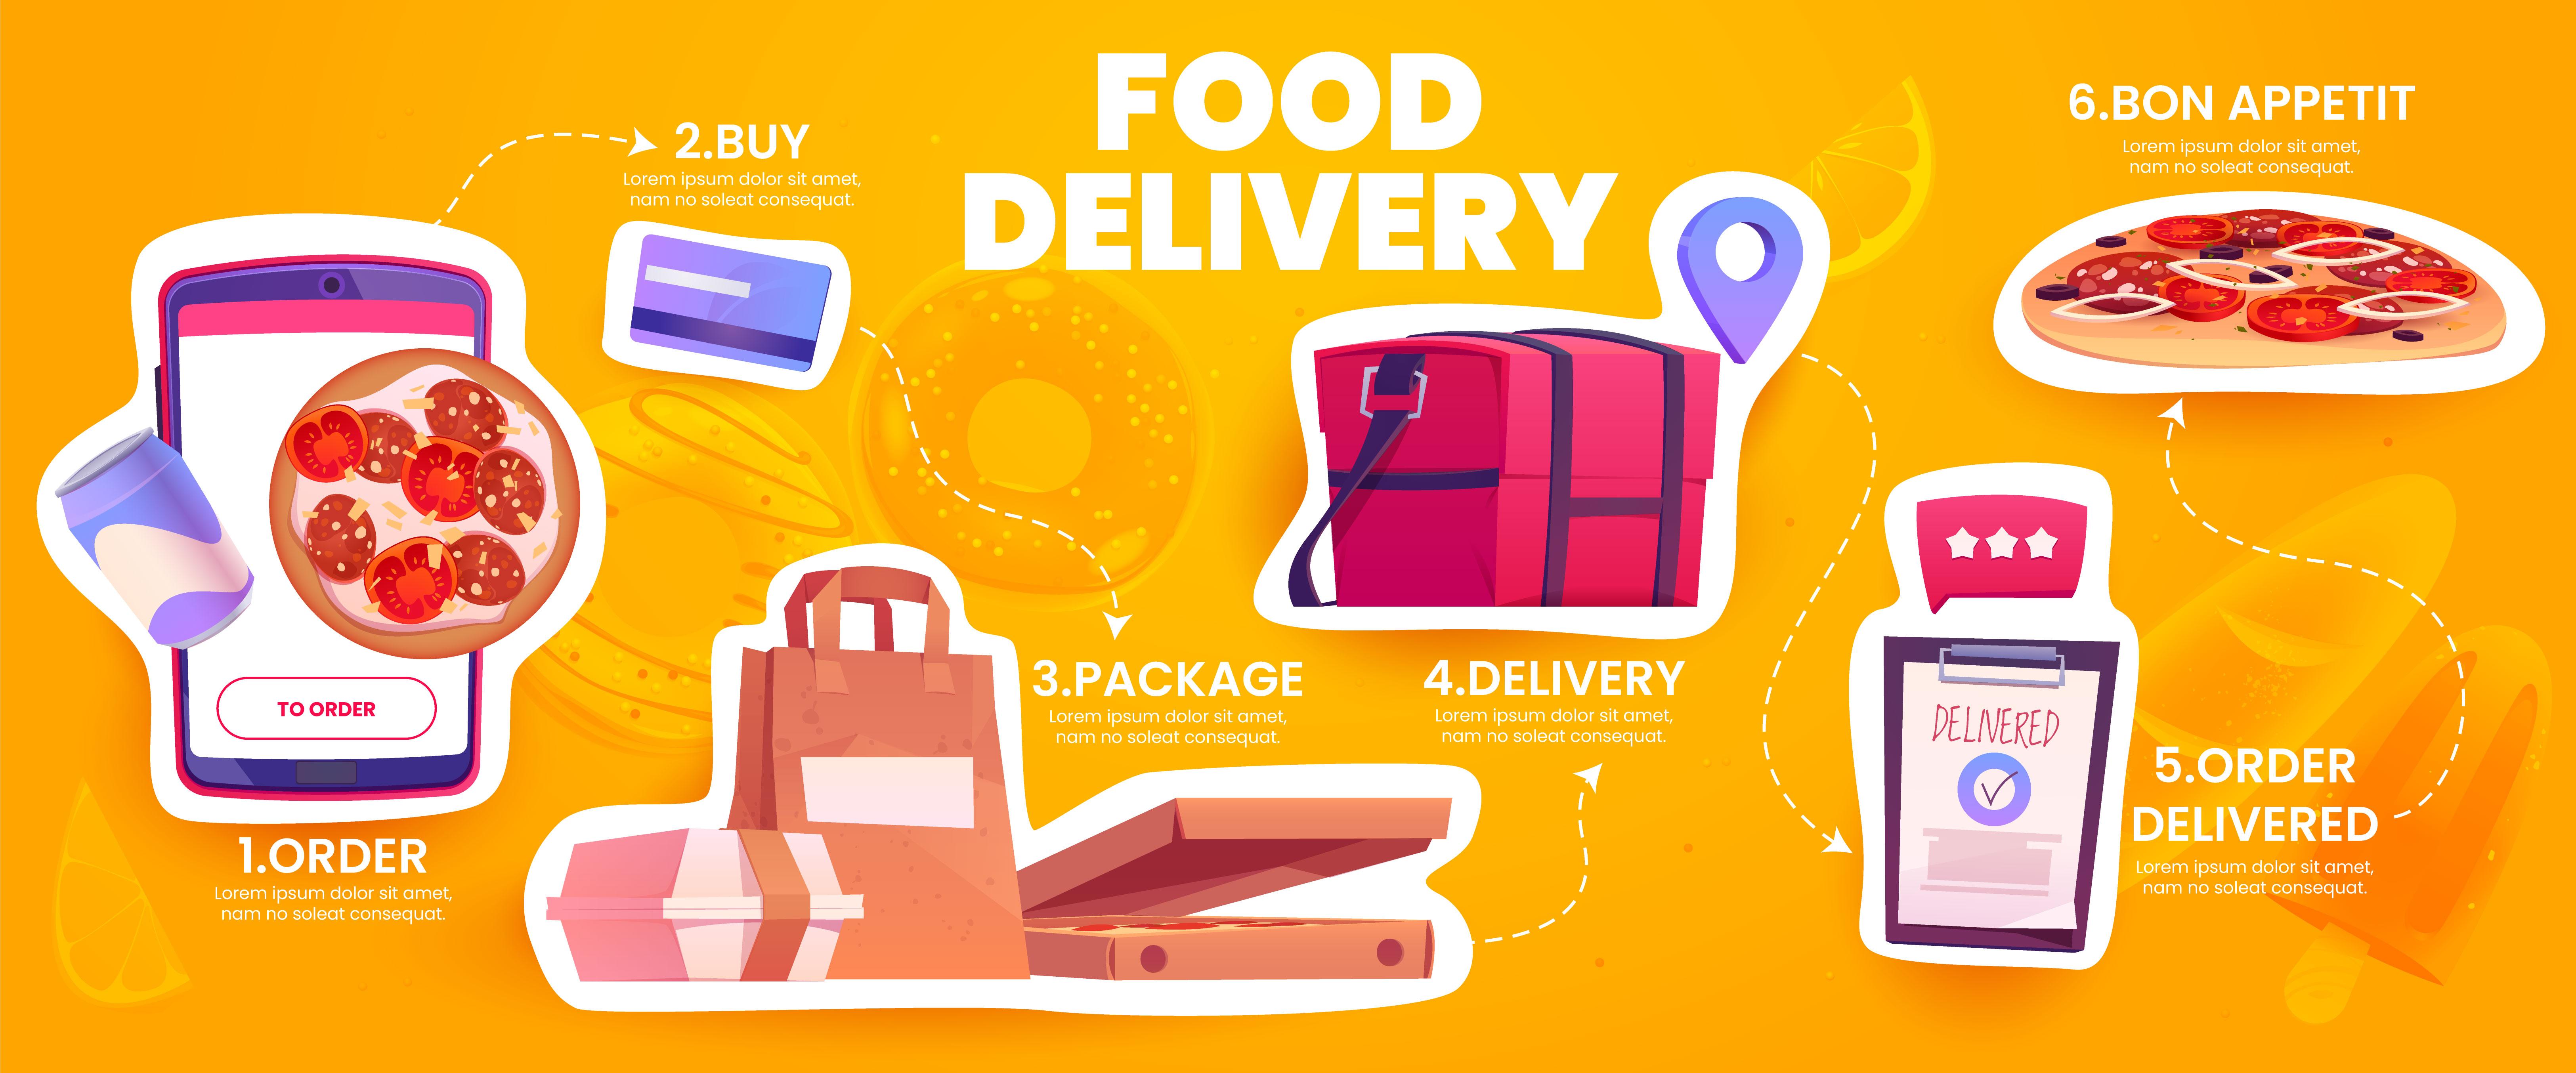 FOOD
DELIVERY
1.ORDER
Lorem ipsum dolor sit amet,
nam no soleat consequat.
TO ORDER
2.BUY
Lorem ipsum dolor sit amet,
nam no soleat consequat.
3.PACKAGE
Lorem ipsum dolor sit amet,
nam no soleat consequat.
4.DELIVERY
Lorem ipsum dolor sit amet,
nam no soleat consequat.
DELIVERED
5.ORDER
DELIVERED
Lorem ipsum dolor sit amet,
nam no soleat consequat.
6.BON APPETIT
Lorem ipsum dolor sit amet,
nam no soleat consequat.